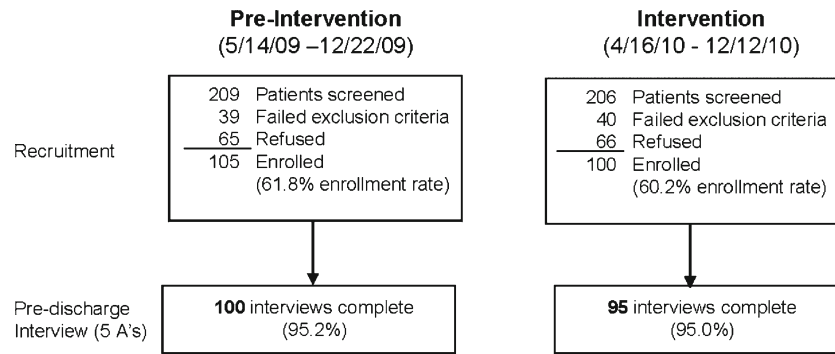 Pre-Intervention
(5/14/09 –12/22/09)
Intervention
(4/16/10 - 12/12/10)
Recruitment
209 Patients screened
39 Failed exclusion criteria
65 Refused
105 Enrolled
(61.8% enrollment rate)
206 Patients screened
40 Failed exclusion criteria
66 Refused
100 Enrolled
(60.2% enrollment rate)
Pre-discharge
Interview (5 A's)
100 interviews complete
(95.2%)
95 interviews complete
(95.0%)